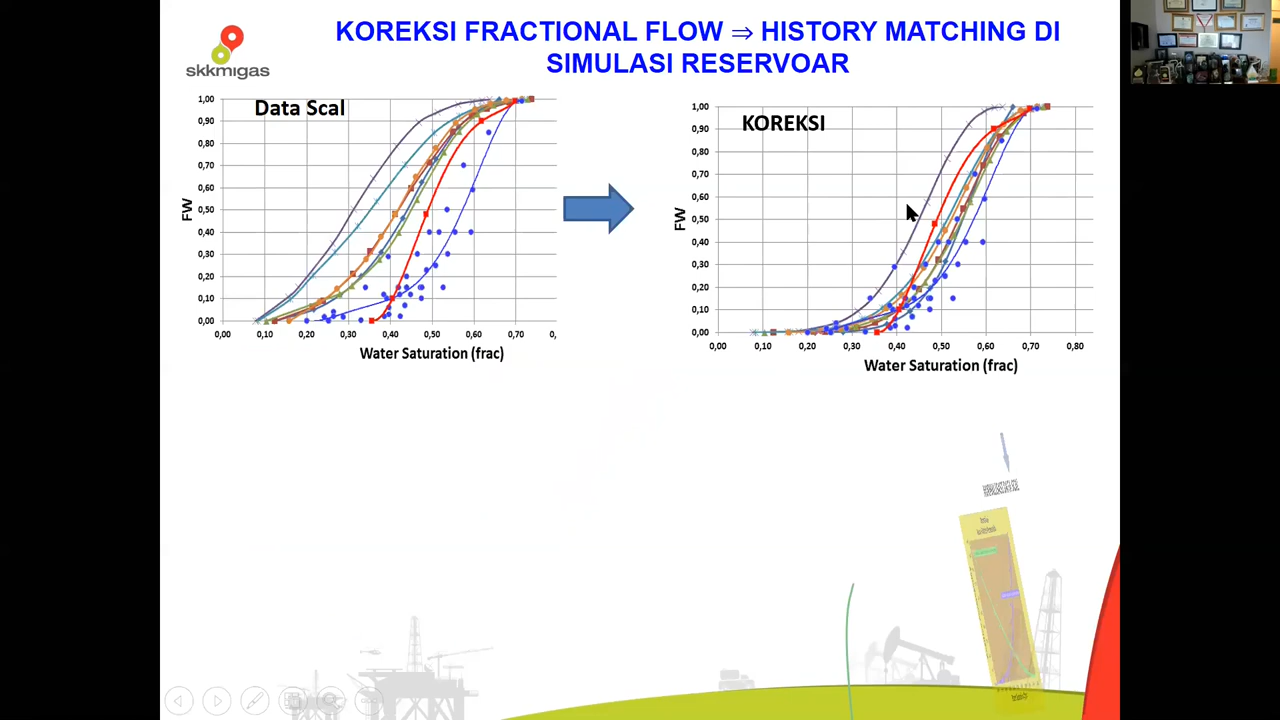 KOREKSI FRACTIONAL FLOW ⇒ HISTORY MATCHING DI
SIMULASI RESERVOAR
skkmigas
Data Scal
1,00
0,90
0,80
0,70
0,60
0,50
0,40
0,30
0,20
0,10
0,00
FW
0,00 0,10 0,20 0,30 0,40 0,50 0,60 0,70 0,
Water Saturation (frac)
KOREKSI
1,00
0,90
0,80
0,70
0,60
0,50
0,40
0,30
0,20
0,10
0,00
FW
0,00 0,10 0,20 0,30 0,40 0,50 0,60 0,70 0,80
Water Saturation (frac)